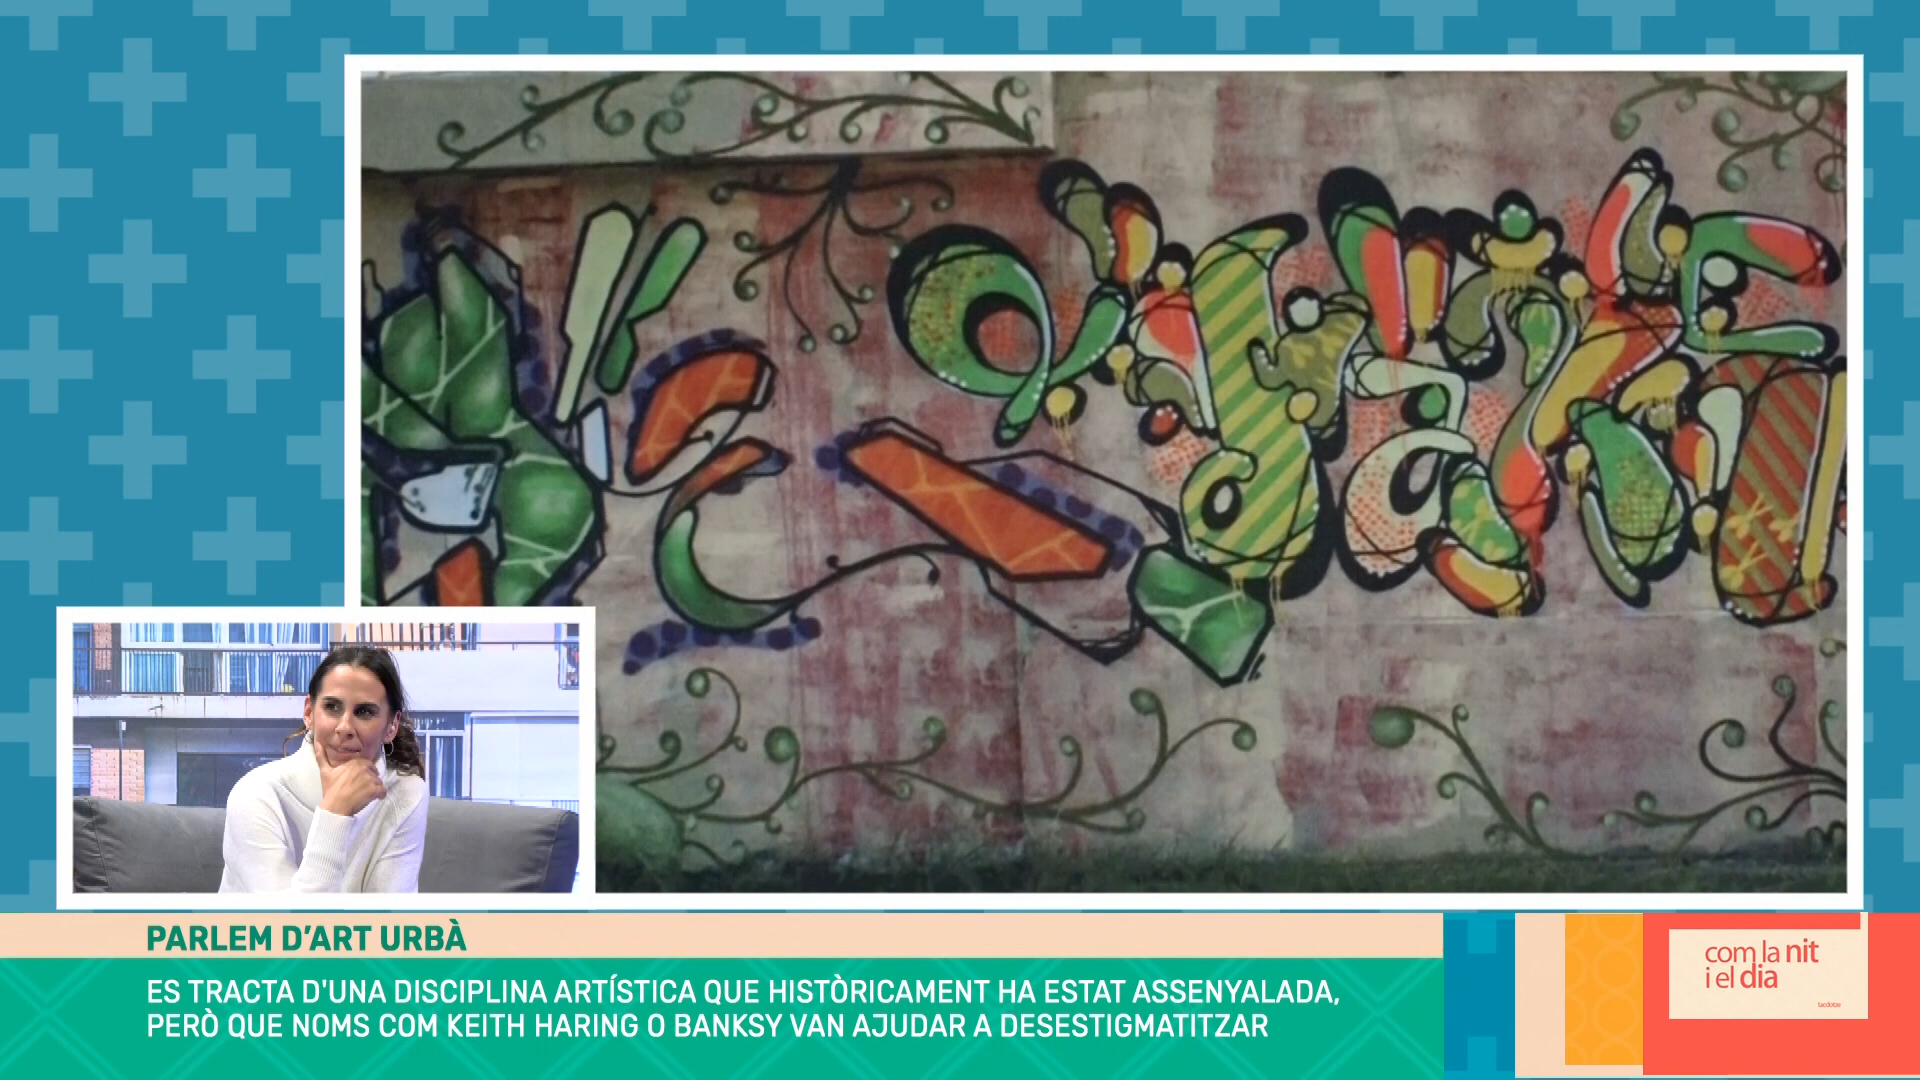 PARLEM D'ART URBÀ
ES TRACTA D'UNA DISCIPLINA ARTÍSTICA QUE HISTÒRICAMENT HA ESTAT ASSENYALADA,
PERÒ QUE NOMS COM KEITH HARING O BANKSY VAN AJUDAR A DESESTIGMATITZAR
com la nit
i el dia
tacdotze